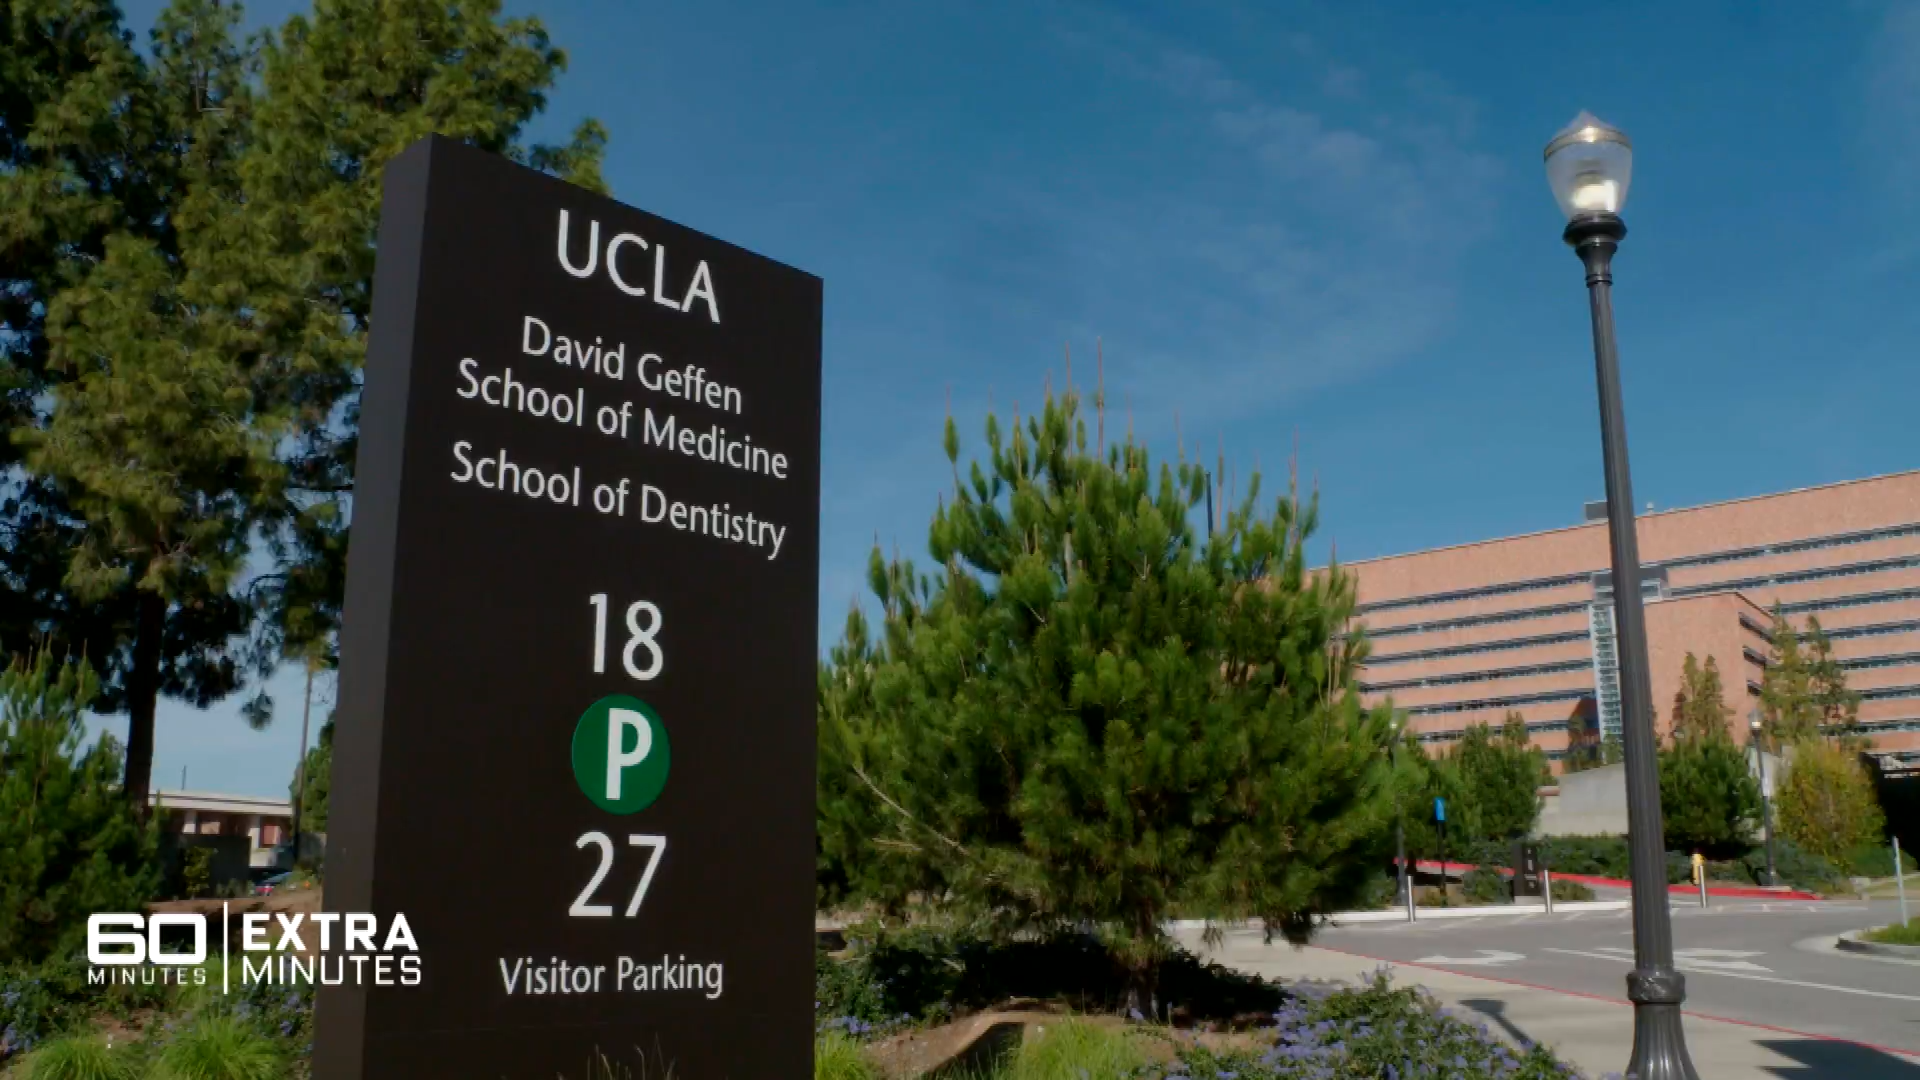 UCLA
David Geffen
School of Medicine
School of Dentistry
18
P
27
Visitor Parking
60 MINUTES
EXTRA MINUTES